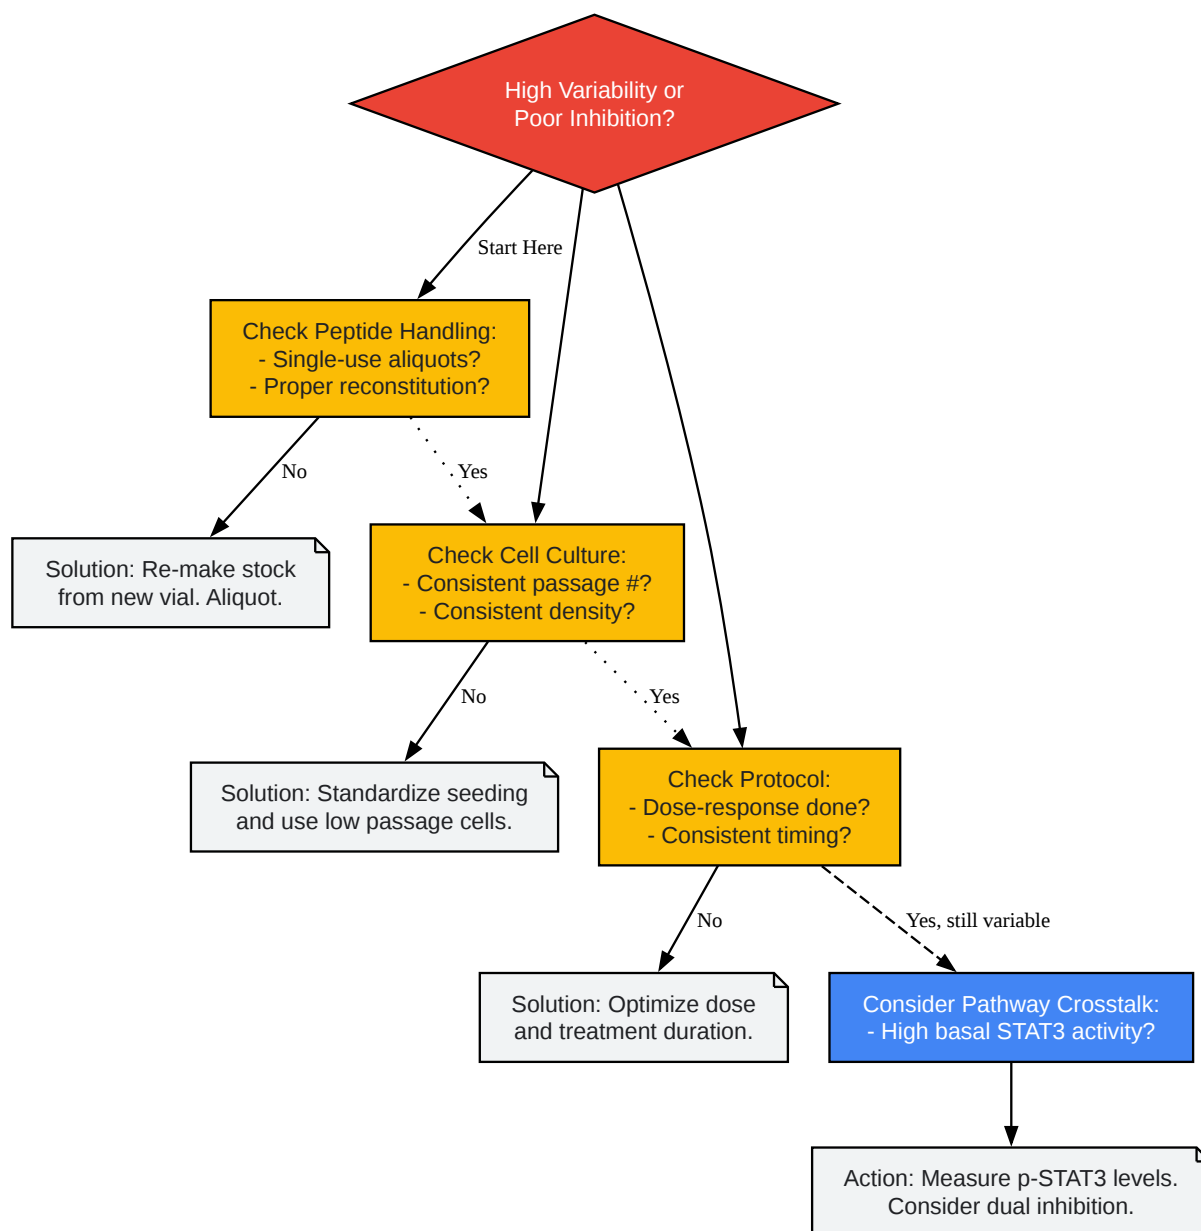 High Variability or
Poor Inhibition?
Start Here
Check Peptide Handling:
- Single-use aliquots?
- Proper reconstitution?
No
Yes
Solution: Re-make stock
from new vial. Aliquot.
Check Cell Culture:
- Consistent passage #?
- Consistent density?
No
Yes
Solution: Standardize seeding
and use low passage cells.
Check Protocol:
- Dose-response done?
- Consistent timing?
No
Yes, still variable
Solution: Optimize dose
and treatment duration.
Consider Pathway Crosstalk:
- High basal STAT3 activity?
Action: Measure p-STAT3 levels.
Consider dual inhibition.